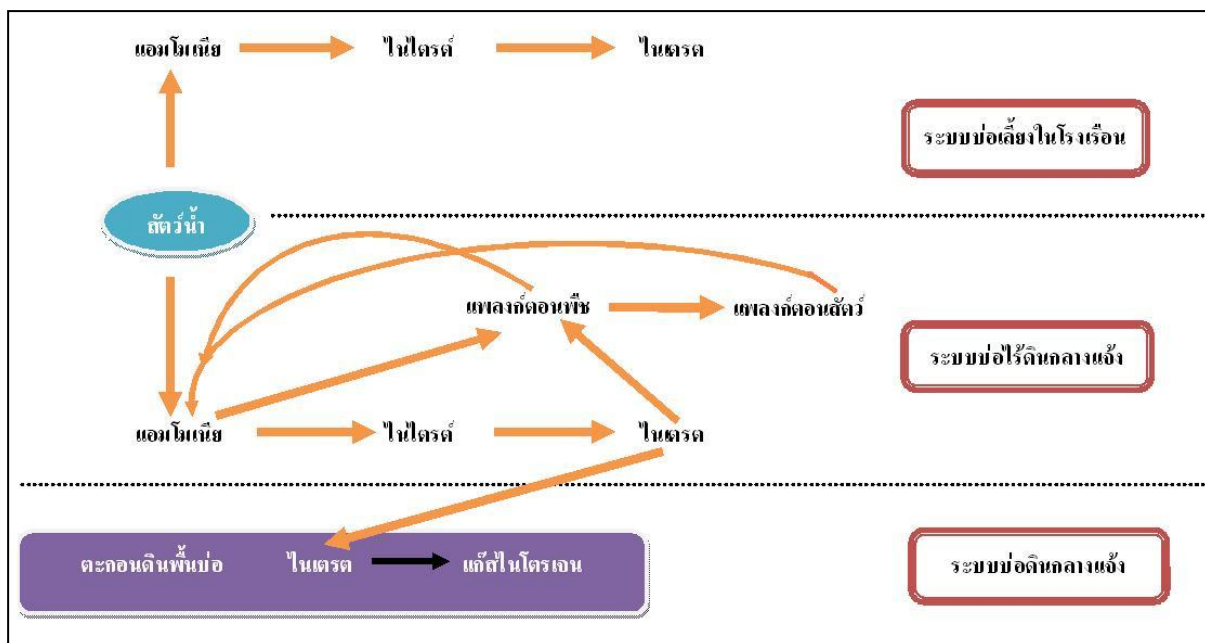 แอมโมเนีย ไนไตรต์ ไนเตรต
ระบบบ่อเลี้ยงในโรงเรือน
สัตว์น้ำ
แพลงก์ตอนพืช แพลงก์ตอนสัตว์
ระบบบ่อไร้ดินกลางแจ้ง
แอมโมเนีย ไนไตรต์ ไนเตรต
ตะกอนดินพื้นบ่อ ไนเตรต แก๊สไนโตรเจน
ระบบบ่อดินกลางแจ้ง